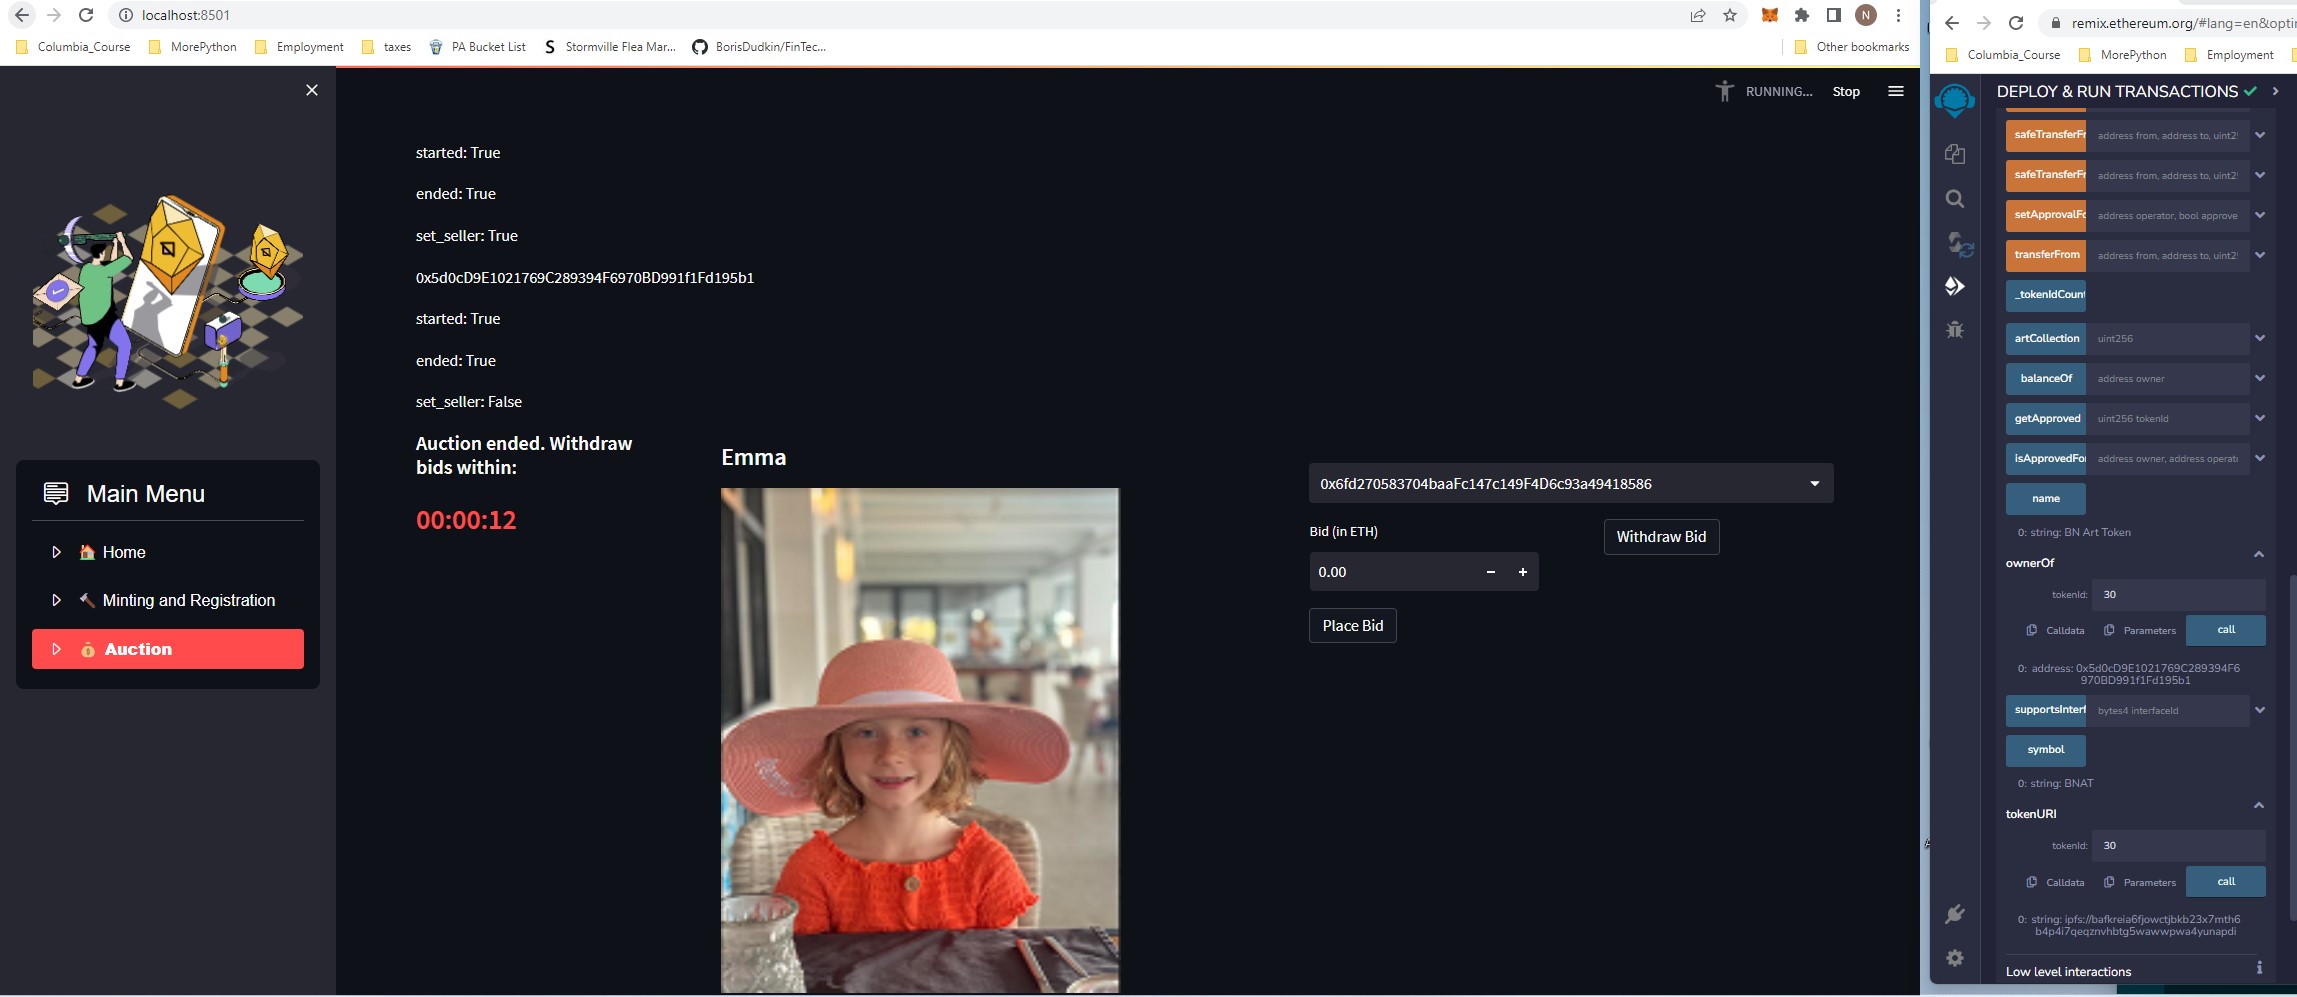 localhost:8501
Columbia_Course
MorePython
Employment
taxes
PA Bucket List
Stormville Flea Mar...
BorisDudkin/FinTec...
Other bookmarks
N
RUNNING...
Stop
started: True
ended: True
set_seller: True
0x5d0cD9E1021769C289394F6970BD991f1Fd195b1
started: True
ended: True
set_seller: False
Auction ended. Withdraw
bids within:
00:00:12
Main Menu
Home
Minting and Registration
Auction
Emma
0x6fd270583704baaFc147c149F4D6c93a49418586
Bid (in ETH)
Withdraw Bid
0.00
Place Bid
remix.ethereum.org/#lang=en&opti
Columbia_Course
MorePython
Employment
DEPLOY & RUN TRANSACTIONS
safeTransferFr address from, address to, uint2
safeTransferFr address from, address to, uint2
setApprovalFo address operator, bool approve
transferFrom address from, address to, uint2
_tokenIdCount
artCollection uint256
balanceOf address owner
getApproved uint256 tokenId
isApprovedFor address owner, address operat
name
0: string: BN Art Token
ownerOf
tokenId: 30
Calldata Parameters call
0: address: 0x5d0cD9E1021769C289394F6
970BD991f1Fd195b1
supportsInterf bytes4 interfaceId
symbol
0: string: BNAT
tokenURI
tokenId: 30
Calldata Parameters call
0: string: ipfs://bafkreia6fjowctjbkb23x7mth6
b4p4i7qeqznvhbtg5wawwpwa4yunapdi
Low level interactions